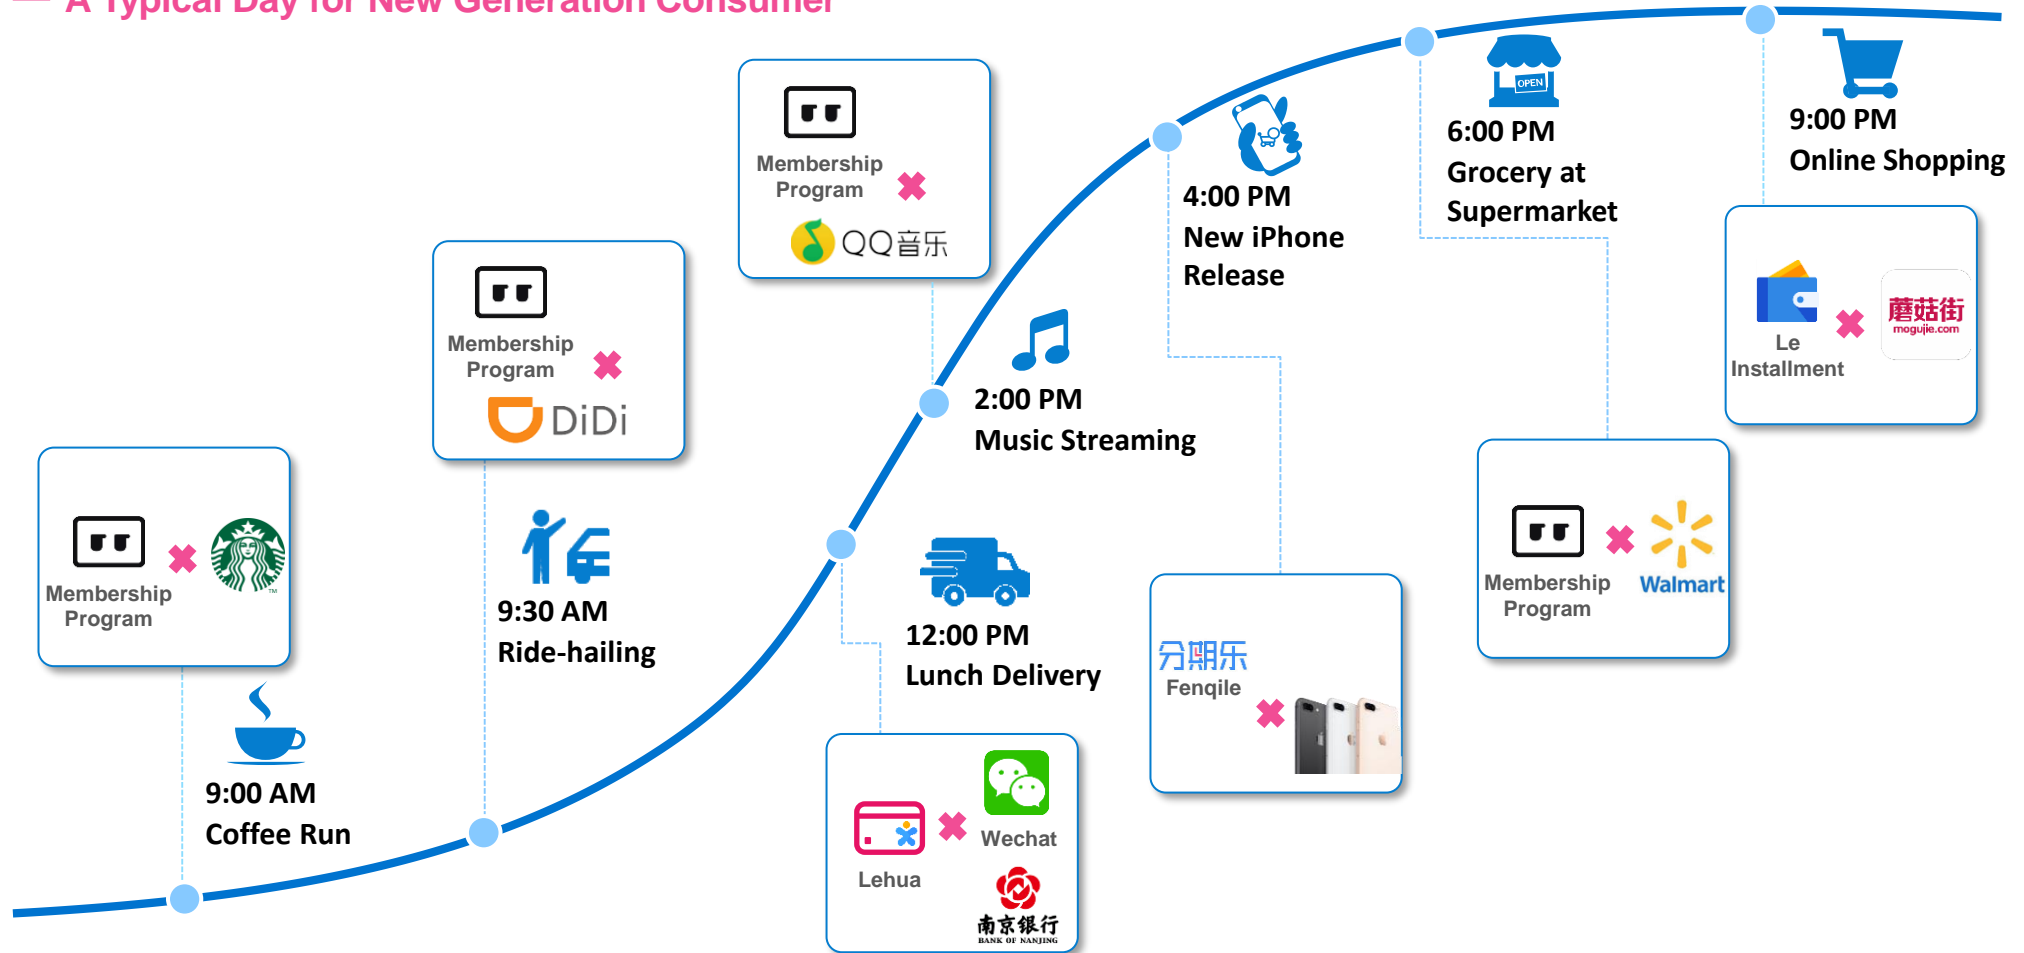 — A Typical Day for New Generation Consumer
Membership
Program
TM
9:00 AM
Coffee Run
Membership
Program
DiDi
9:30 AM
Ride-hailing
Membership
Program
QQ音乐
2:00 PM
Music Streaming
12:00 PM
Lunch Delivery
Lehua
Wechat
南京银行
BANK OF NANJING
4:00 PM
New iPhone
Release
分期乐
Fenqile
OPEN
6:00 PM
Grocery at
Supermarket
Membership
Program
Walmart
9:00 PM
Online Shopping
Le
Installment
蘑菇街
mogujie.com